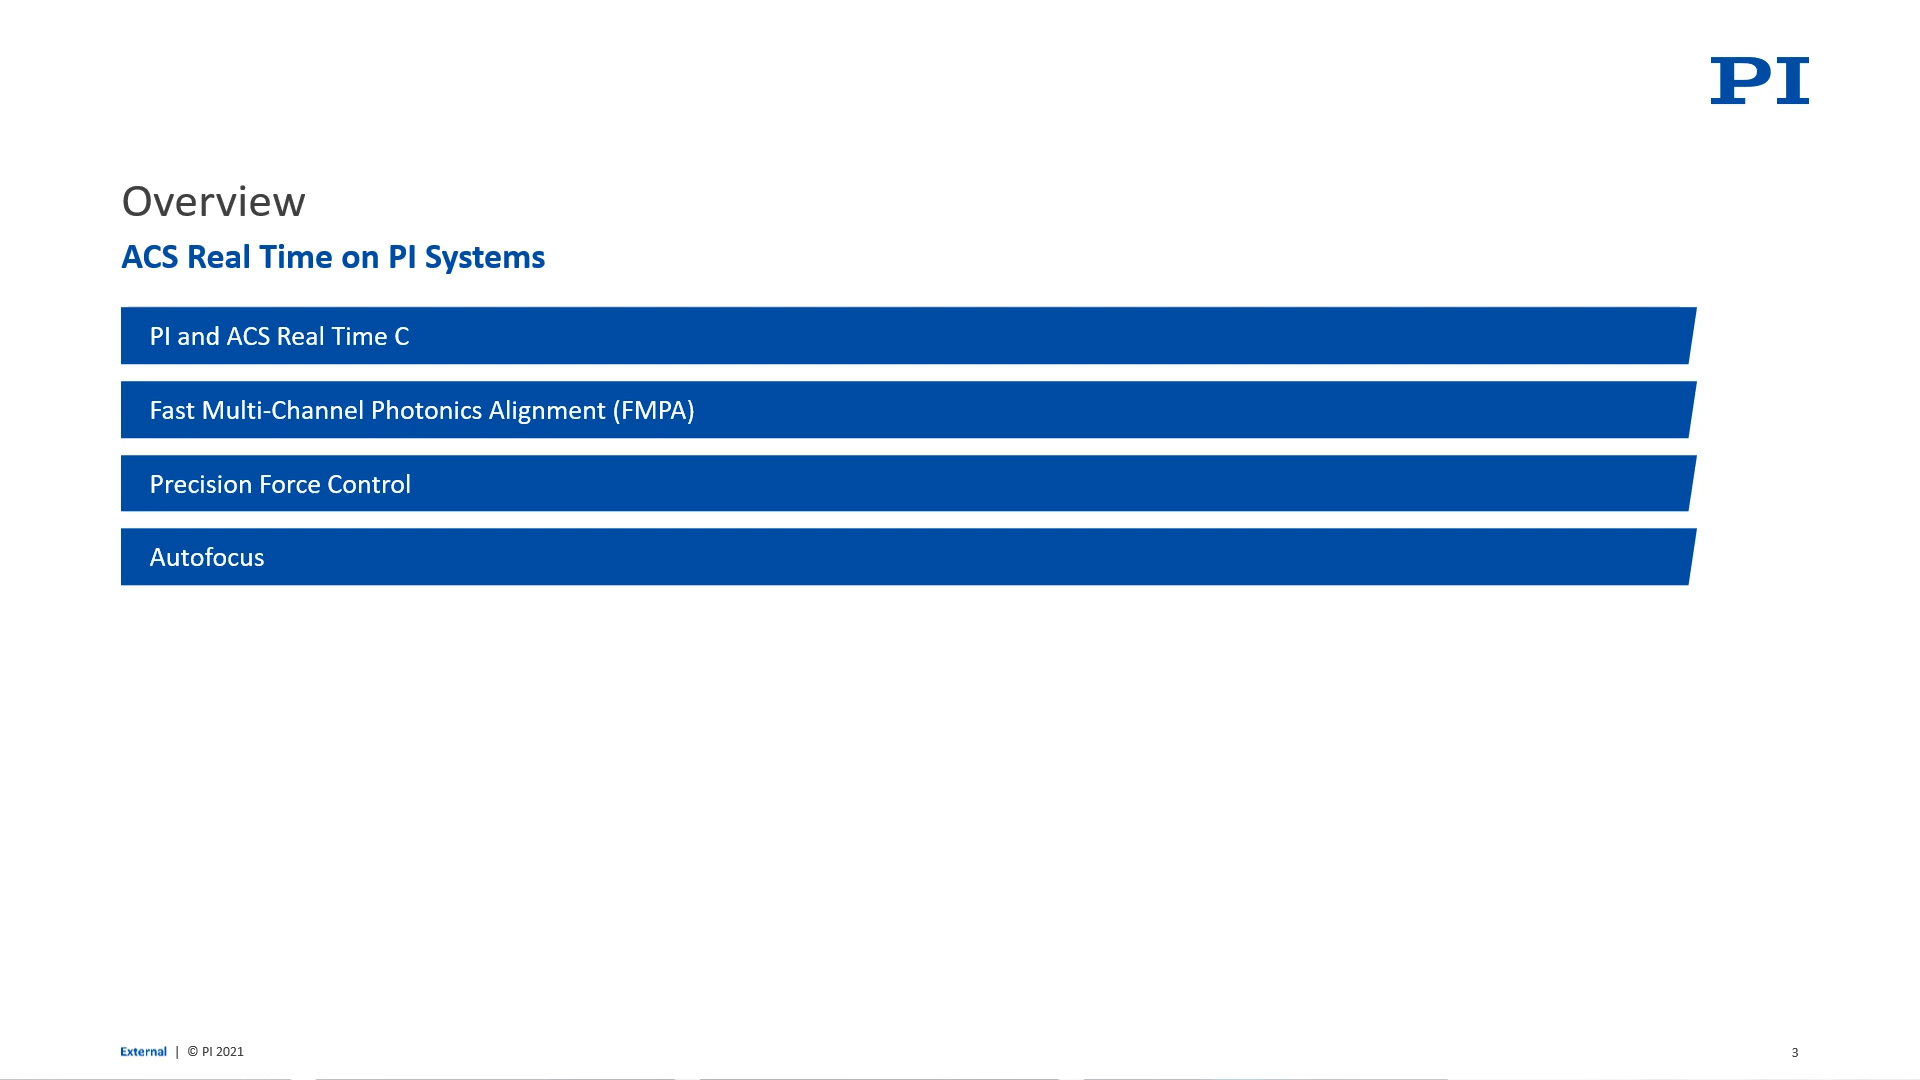 PI
Overview
ACS Real Time on PI Systems
PI and ACS Real Time C
Fast Multi-Channel Photonics Alignment (FMPA)
Precision Force Control
Autofocus
External | © PI 2021
3